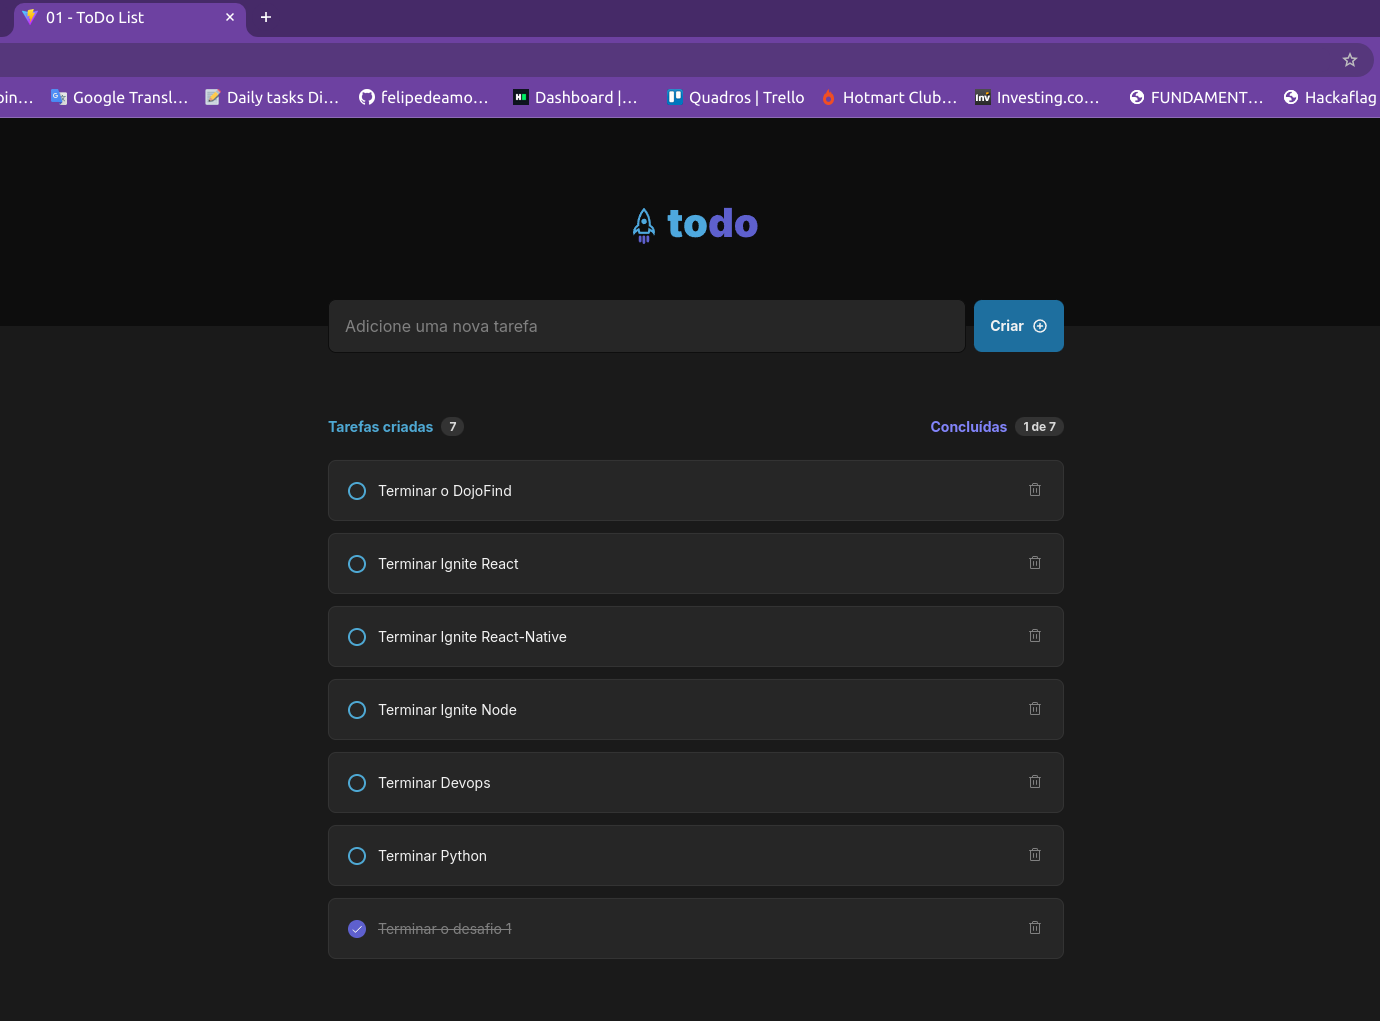 01 - ToDo List
oin… Google Transl… Daily tasks Di… felipedeamo… Dashboard |… Quadros | Trello Hotmart Club… Investing.co… FUNDAMENT… Hackaflag
todo
Adicione uma nova tarefa Criar
Tarefas criadas 7 Concluídas 1 de 7
Terminar o DojoFind
Terminar Ignite React
Terminar Ignite React-Native
Terminar Ignite Node
Terminar Devops
Terminar Python
Terminar o desafio 1